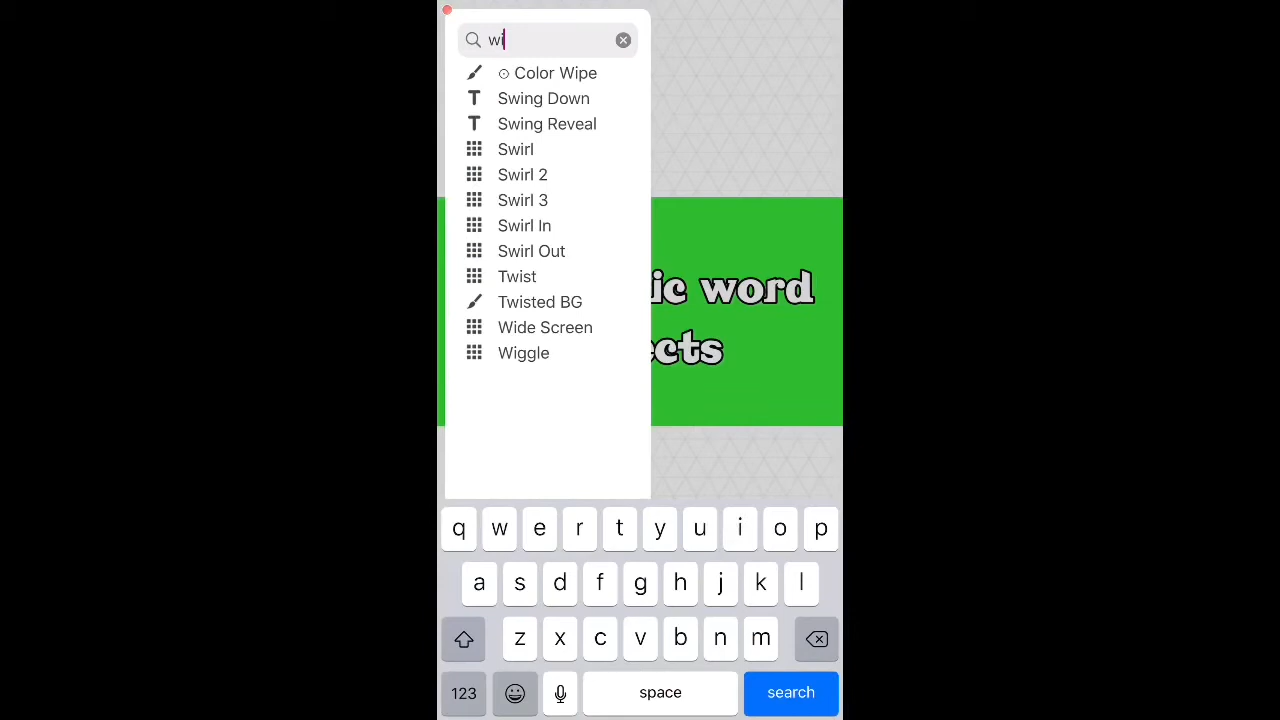 wi
Color Wipe
Swing Down
Swing Reveal
Swirl
Swirl 2
Swirl 3
Swirl In
Swirl Out
Twist
Twisted BG
Wide Screen
Wiggle
ic word
ects
q w e r t y u i o p
a s d f g h j k l
z x c v b n m
123 space search